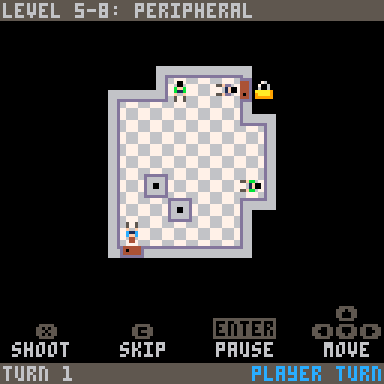 LEVEL 5-8: PERIPHERAL
X C ENTER
SHOOT SKIP PAUSE MOVE
TURN 1 PLAYER TURN